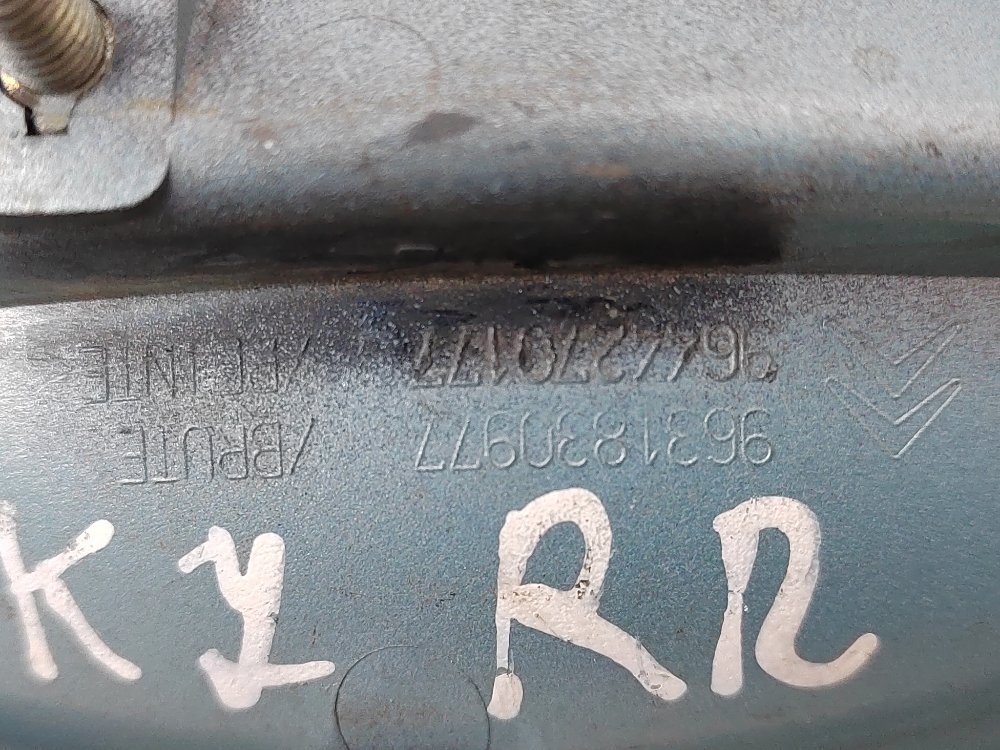 9631830977 /BRUTE
9644270177 /TEINTE
K1 RR